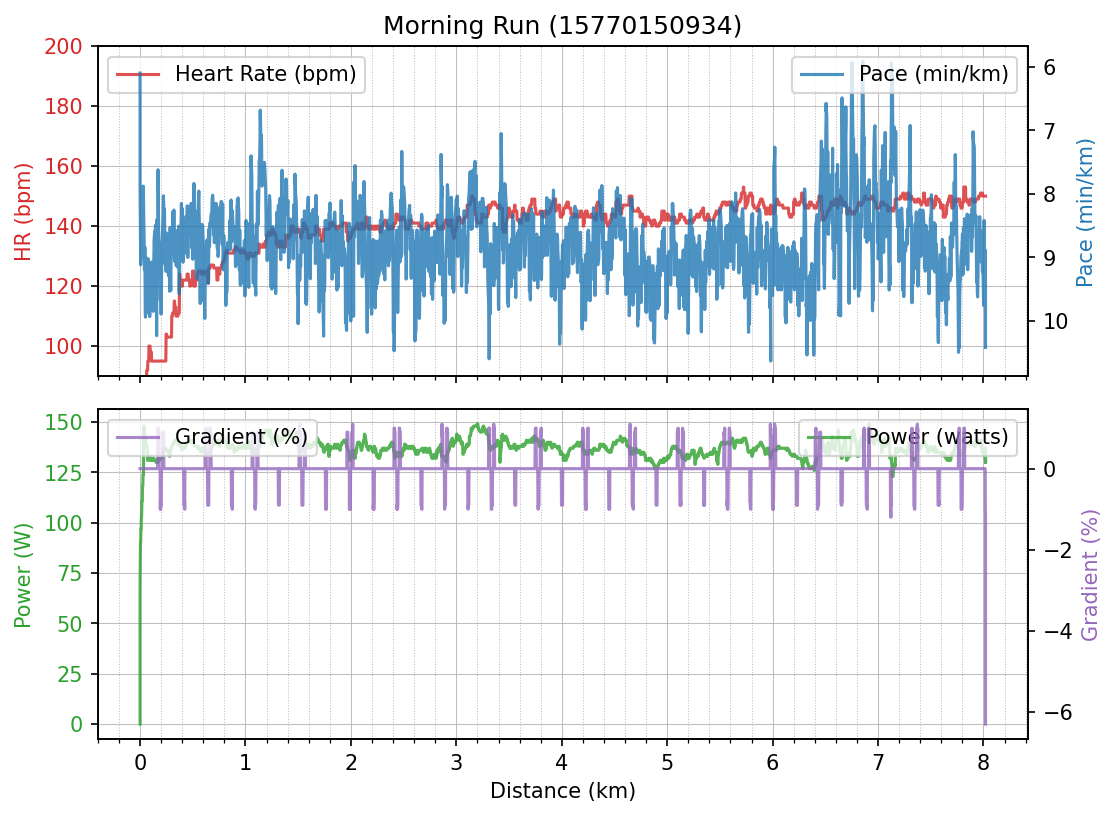 Morning Run (15770150934)
200
180
160
140
120
100
HR (bpm)
Heart Rate (bpm)
Pace (min/km)
6
7
8
9
10
Pace (min/km)
150
125
100
75
50
25
0
Power (W)
Gradient (%)
Power (watts)
0
−2
−4
−6
Gradient (%)
0 1 2 3 4 5 6 7 8
Distance (km)